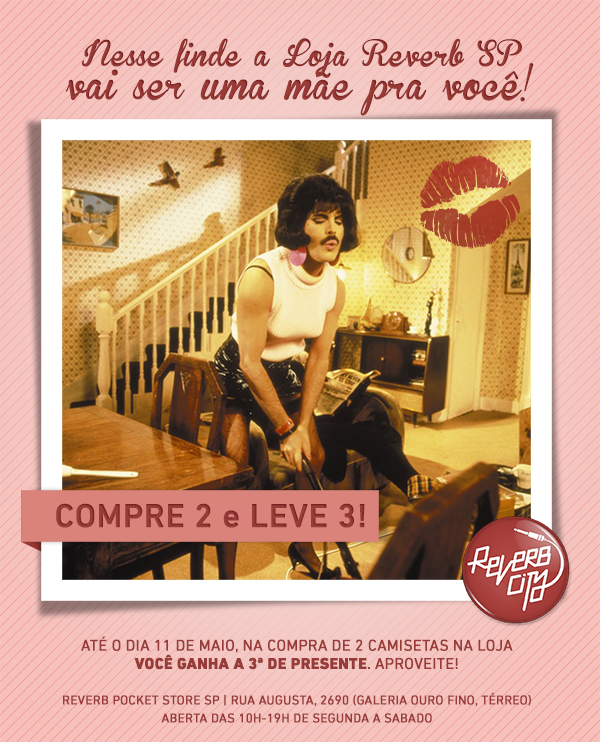 Nesse finde a Loja Reverb SP
vai ser uma mãe pra você!
COMPRE 2 e LEVE 3!
REVERB
CITY
ATÉ O DIA 11 DE MAIO, NA COMPRA DE 2 CAMISETAS NA LOJA
VOCÊ GANHA A 3ª DE PRESENTE. APROVEITE!
REVERB POCKET STORE SP | RUA AUGUSTA, 2690 (GALERIA OURO FINO, TÉRREO)
ABERTA DAS 10H-19H DE SEGUNDA A SABADO